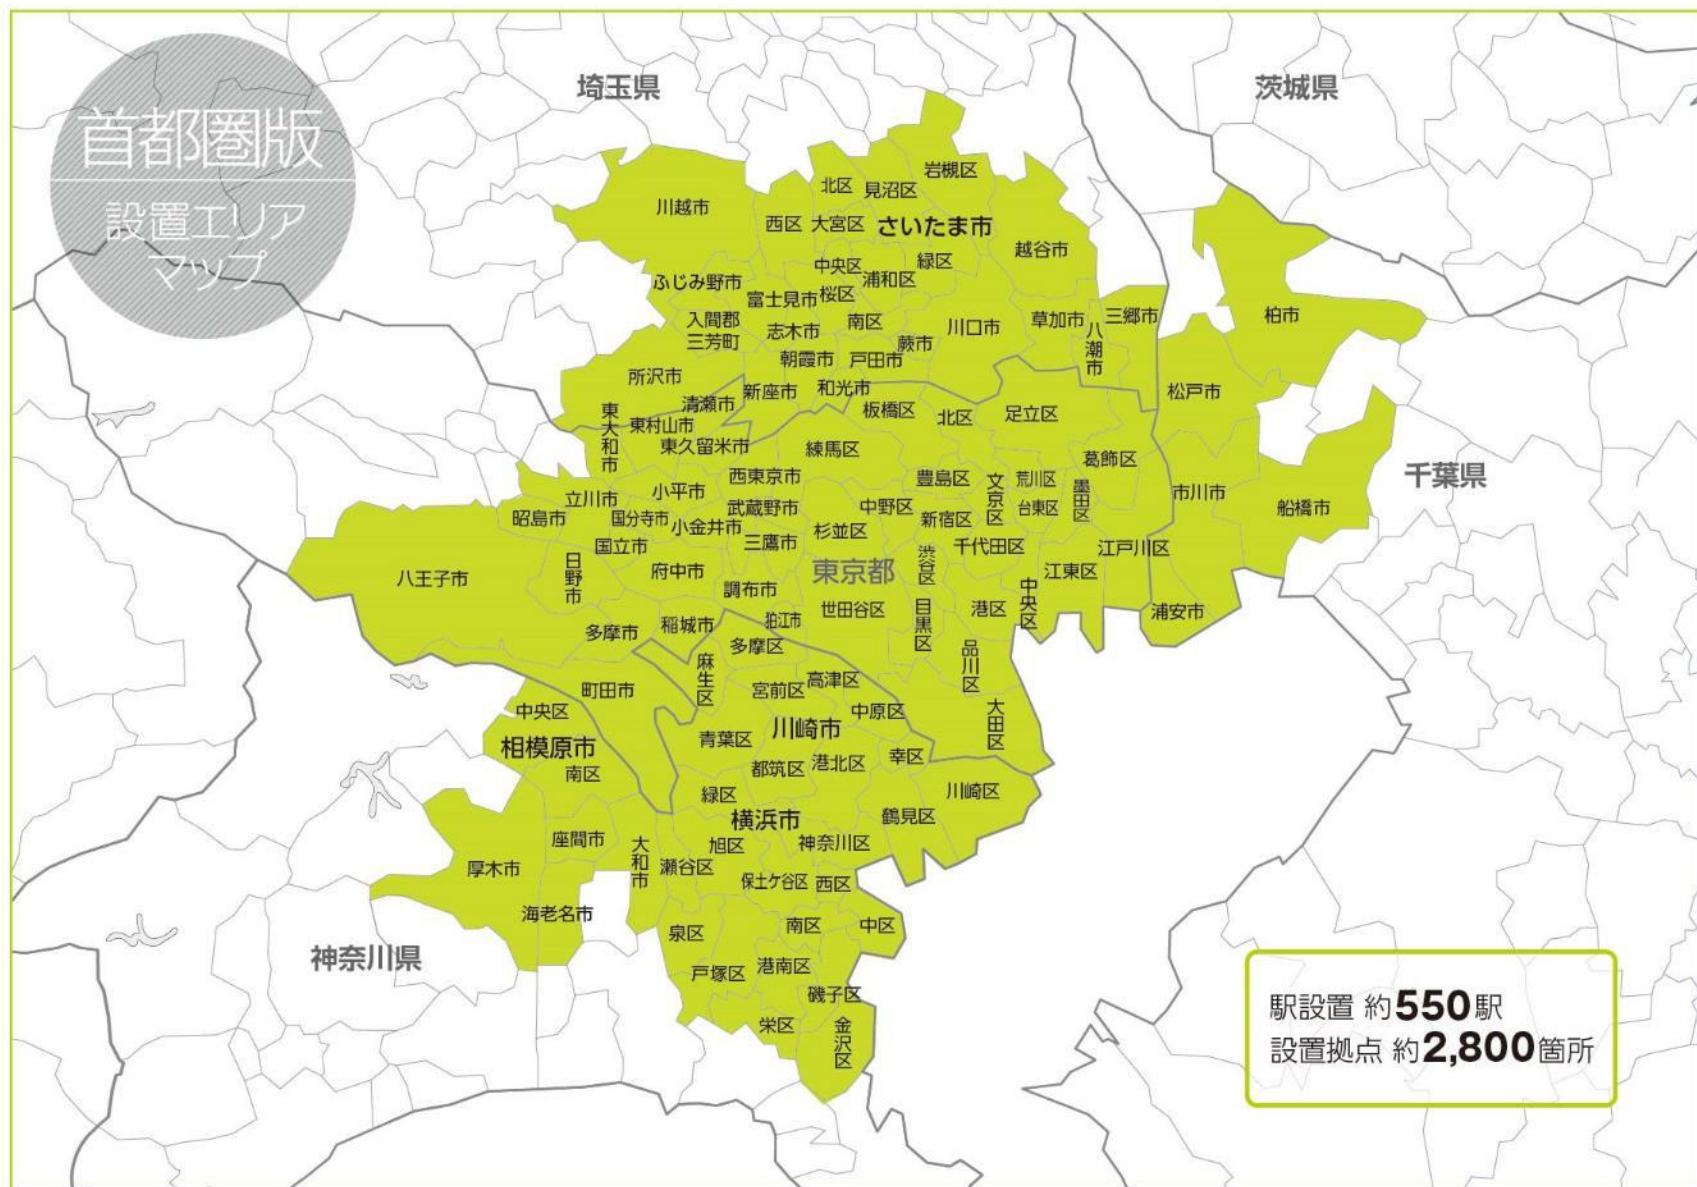 首都圏版
設置エリア
マップ
埼玉県
茨城県
岩槻区
北区
見沼区
川越市
西区
大宮区
さいたま市
越谷市
中央区
緑区
ふじみ野市
浦和区
富士見市
桜区
入間郡
三芳町
志木市
南区
川口市
草加市
八潮市
三郷市
柏市
蕨市
朝霞市
戸田市
所沢市
新座市
和光市
松戸市
清瀬市
板橋区
北区
足立区
東大和市
東村山市
東久留米市
練馬区
葛飾区
千葉県
西東京市
豊島区
文京区
荒川区
墨田区
市川市
立川市
小平市
武蔵野市
中野区
台東区
船橋市
昭島市
国分寺市
小金井市
杉並区
新宿区
国立市
三鷹市
千代田区
江戸川区
八王子市
日野市
府中市
東京都
渋谷区
江東区
調布市
中央区
世田谷区
目黒区
港区
浦安市
多摩市
稲城市
狛江市
多摩区
品川区
麻生区
町田市
宮前区
高津区
中央区
中原区
大田区
川崎市
相模原市
青葉区
南区
都筑区
港北区
幸区
緑区
川崎区
横浜市
鶴見区
座間市
大和市
旭区
神奈川区
厚木市
瀬谷区
保土ケ谷区
西区
海老名市
泉区
南区
中区
神奈川県
戸塚区
港南区
磯子区
栄区
金沢区
駅設置 約550駅
設置拠点 約2,800箇所